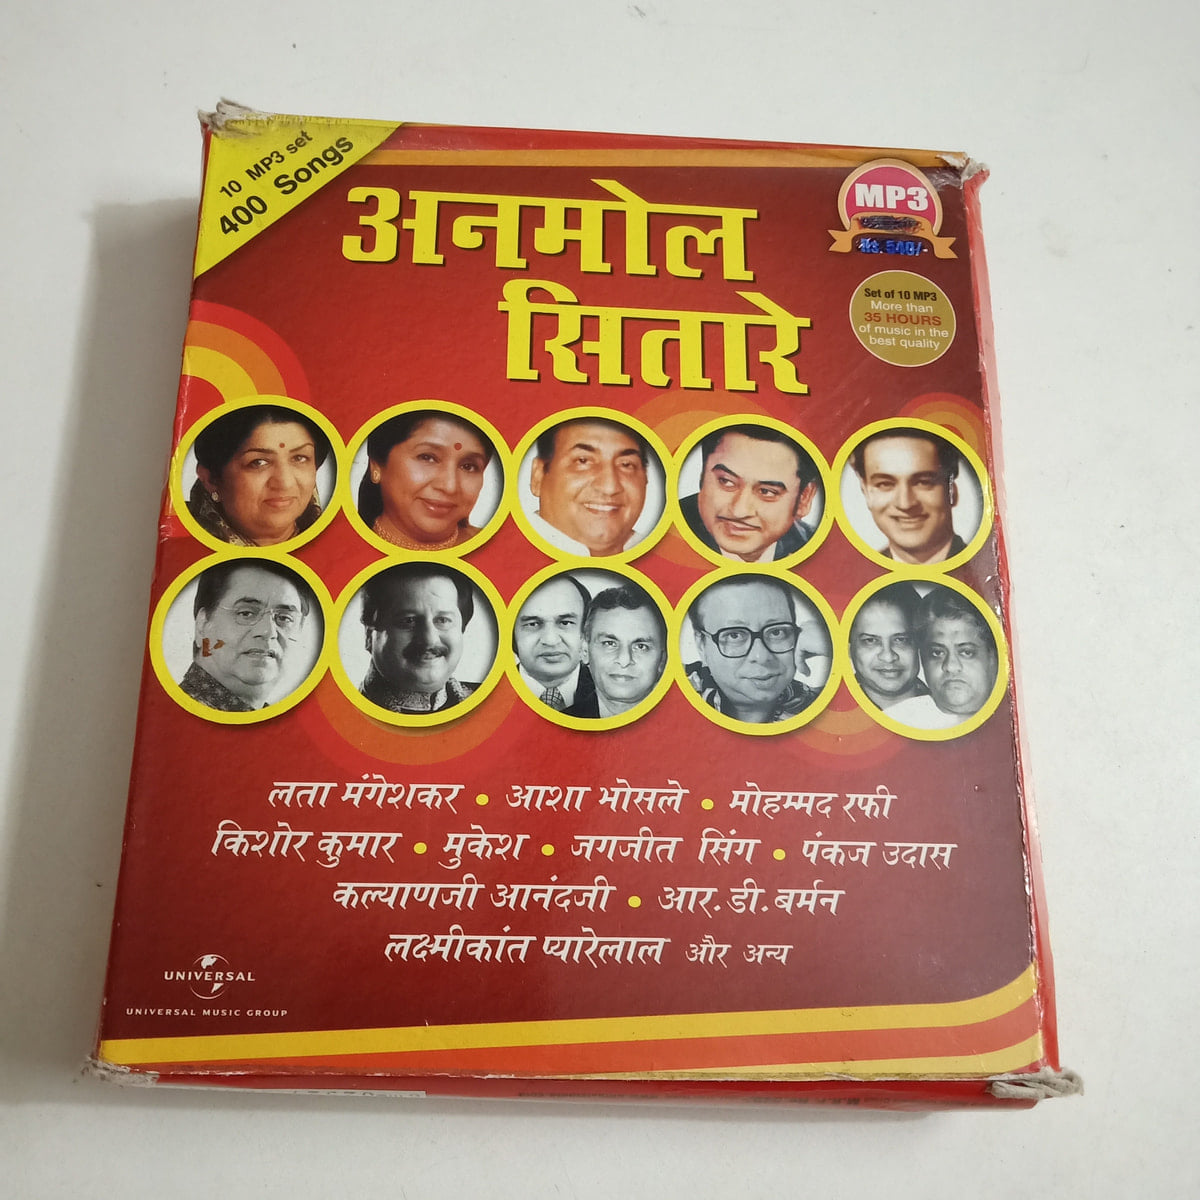 10 MP3 set
400 Songs
अनमोल
सितारे
MP3
Rs. 540/-
Set of 10 MP3
More than
35 HOURS
of music in the
best quality
लता मंगेशकर • आशा भोसले • मोहम्मद रफी
किशोर कुमार • मुकेश • जगजीत सिंग • पंकज उदास
कल्याणजी आनंदजी • आर. डी. बर्मन
लक्ष्मीकांत प्यारेलाल और अन्य
UNIVERSAL
UNIVERSAL MUSIC GROUP